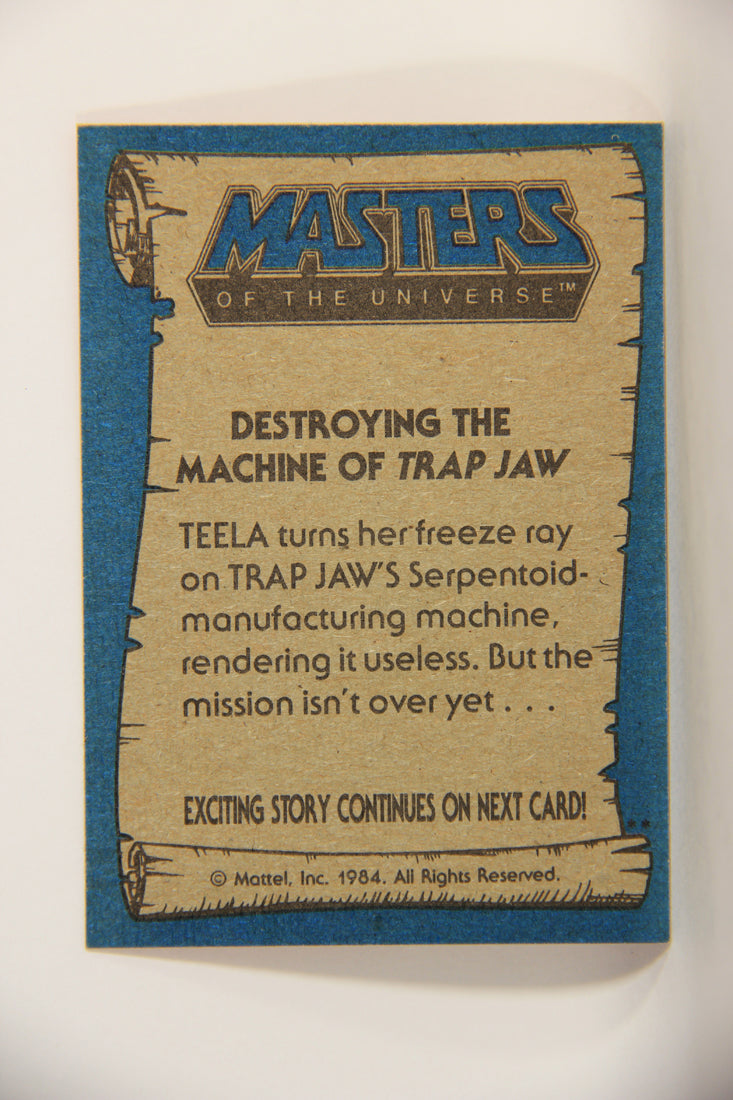 MASTERS
OF THE UNIVERSE™
DESTROYING THE
MACHINE OF TRAP JAW
TEELA turns her freeze ray
on TRAP JAW'S Serpentoid-
manufacturing machine,
rendering it useless. But the
mission isn't over yet . . .
EXCITING STORY CONTINUES ON NEXT CARD!
**
© Mattel, Inc. 1984. All Rights Reserved.